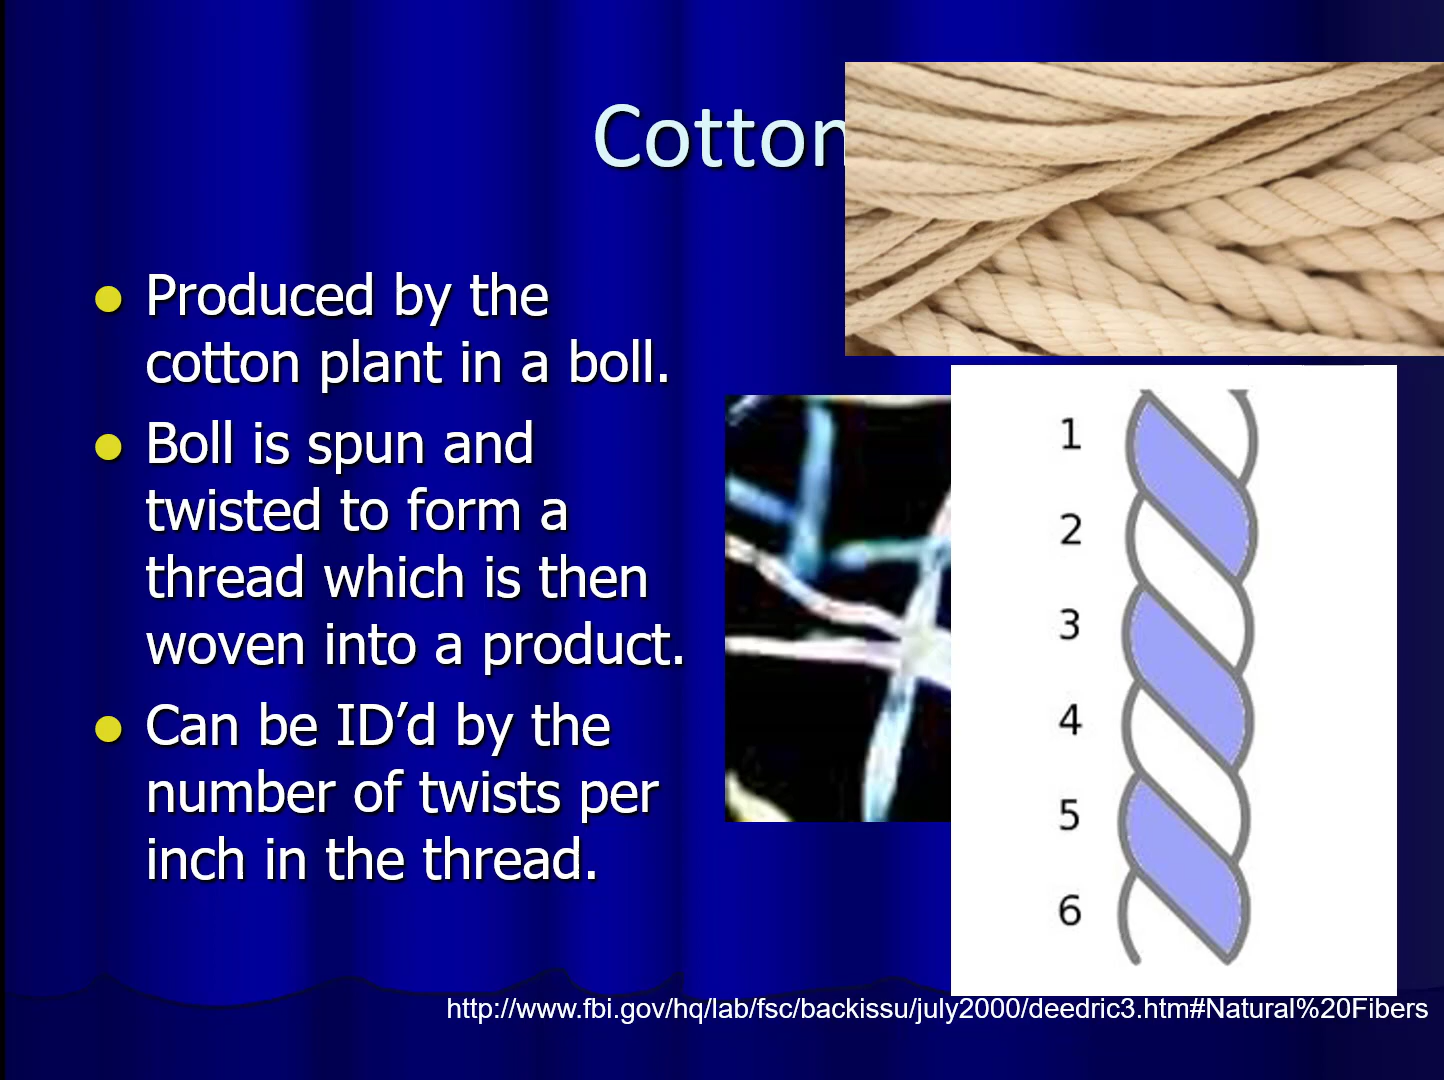 Cotton
Produced by the
cotton plant in a boll.
Boll is spun and
twisted to form a
thread which is then
woven into a product.
Can be ID’d by the
number of twists per
inch in the thread.
1
2
3
4
5
6
http://www.fbi.gov/hq/lab/fsc/backissu/july2000/deedric3.htm#Natural%20Fibers